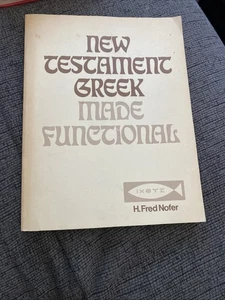 NEW
TESTAMENT
GREEK
MADE
FUNCTIONAL
ΙΧΘΥΣ
H. Fred Nofer